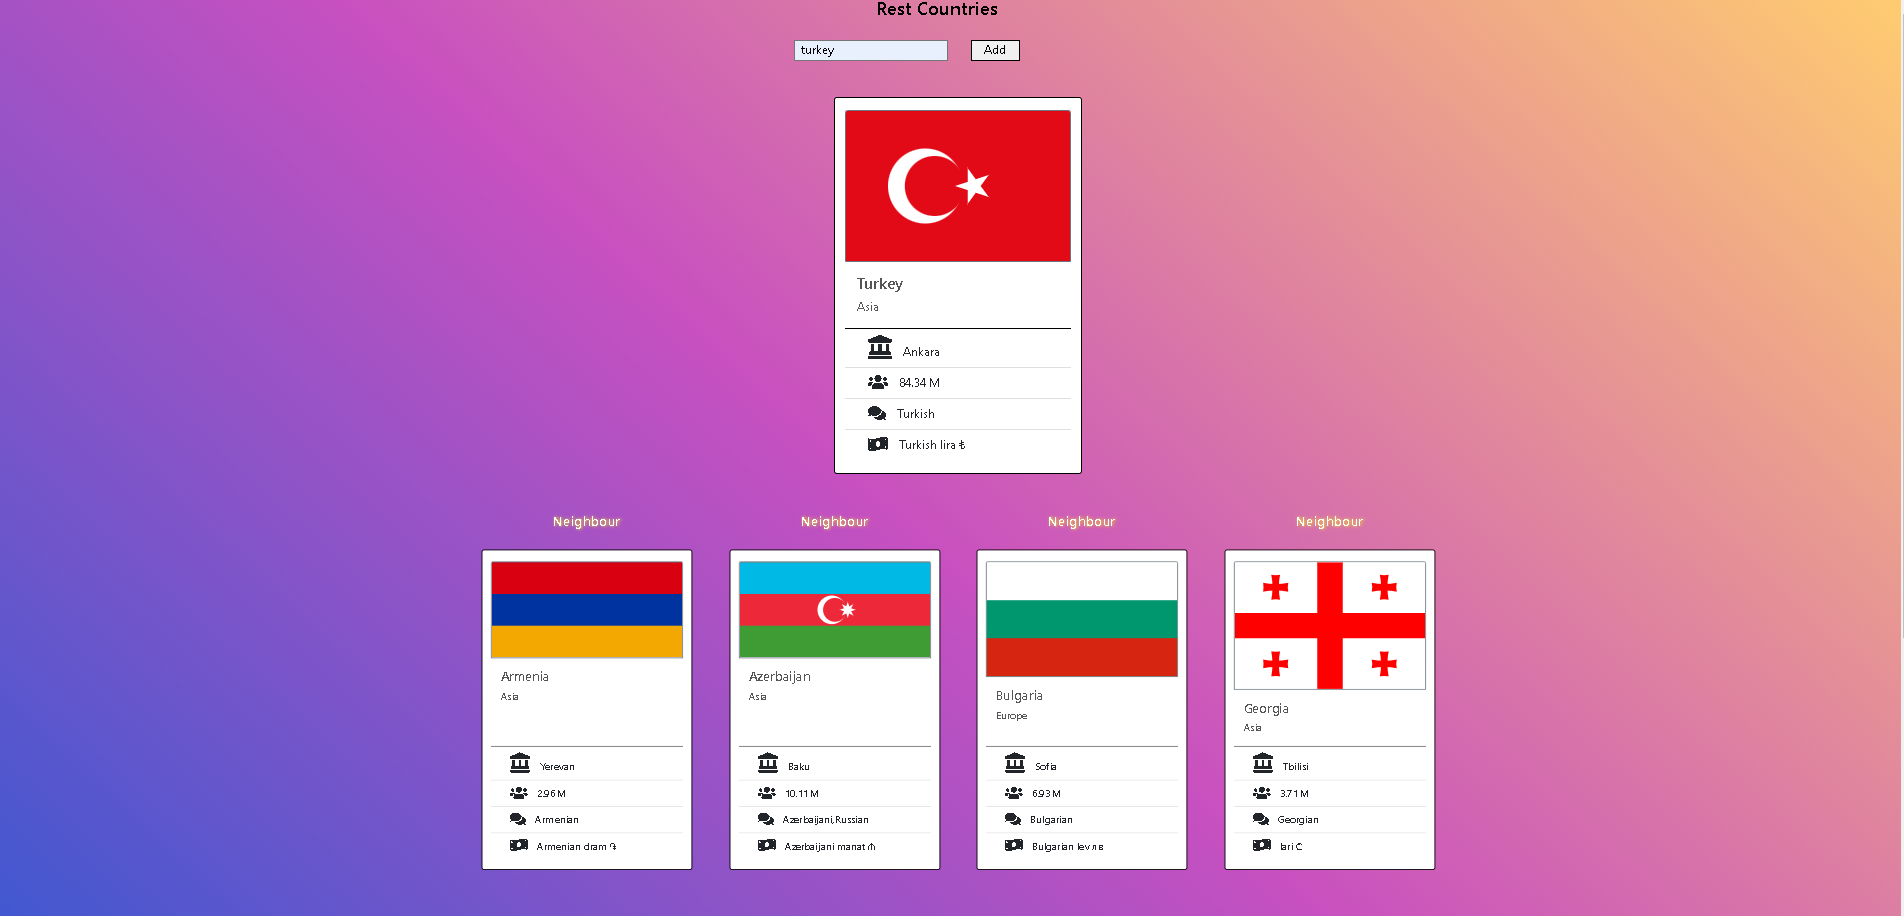 Rest Countries
turkey
Add
Turkey
Asia
Ankara
84.34 M
Turkish
Turkish lira ₺
Neighbour
Neighbour
Neighbour
Neighbour
Armenia
Asia
Yerevan
2.96 M
Armenian
Armenian dram ֏
Azerbaijan
Asia
Baku
10.11 M
Azerbaijani,Russian
Azerbaijani manat ₼
Bulgaria
Europe
Sofia
6.93 M
Bulgarian
Bulgarian lev лв
Georgia
Asia
Tbilisi
3.71 M
Georgian
lari ₾